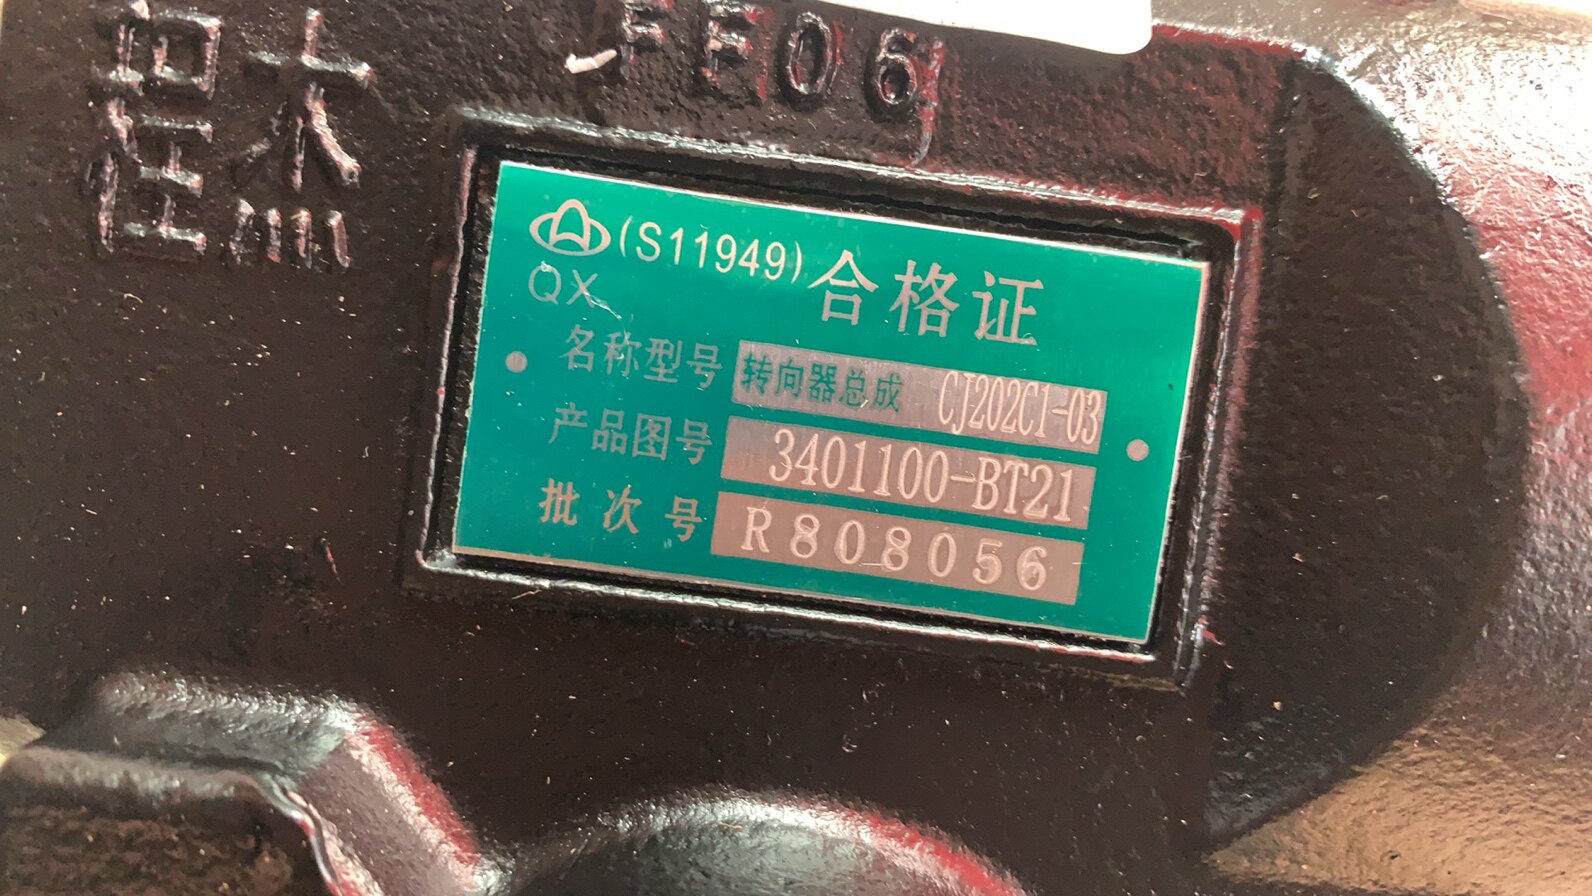 FF06
(S11949)
QX
合格证
名称型号 转向器总成 CJ202C1-03
产品图号 3401100-BT21
批次号 R808056